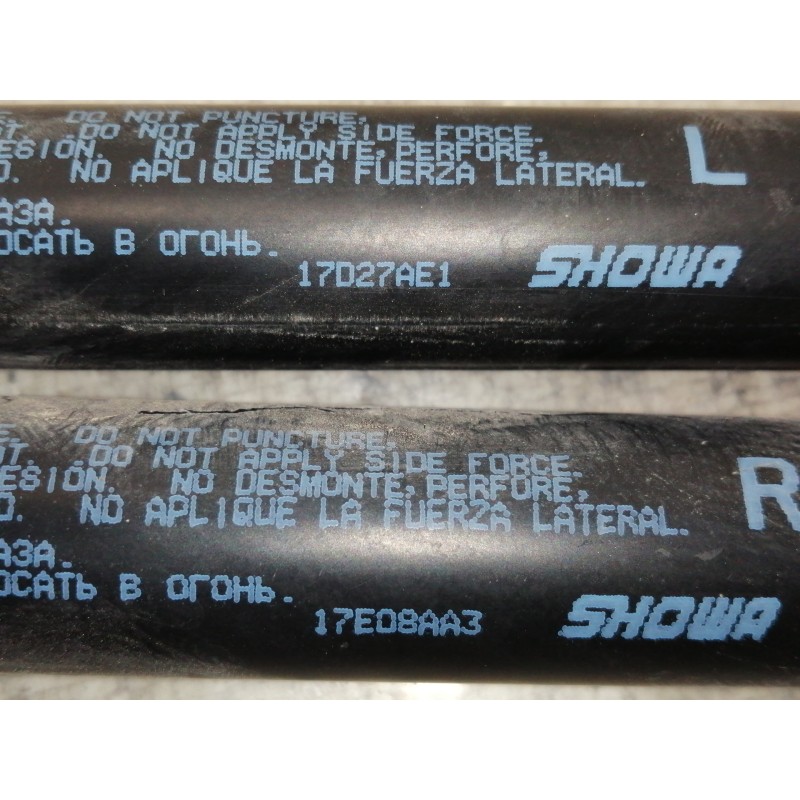 DO NOT PUNCTURE.
DO NOT APPLY SIDE FORCE.
NO DESMONTE, PERFORE,
NO APLIQUE LA FUERZA LATERAL.
L
АЗА.
ОСАТЬ В ОГОНЬ.
17D27AE1
SHOWA
DO NOT PUNCTURE.
DO NOT APPLY SIDE FORCE.
ESIÓN. NO DESMONTE, PERFORE,
NO APLIQUE LA FUERZA LATERAL.
R
АЗА.
ОСАТЬ В ОГОНЬ.
17E08AA3
SHOWA